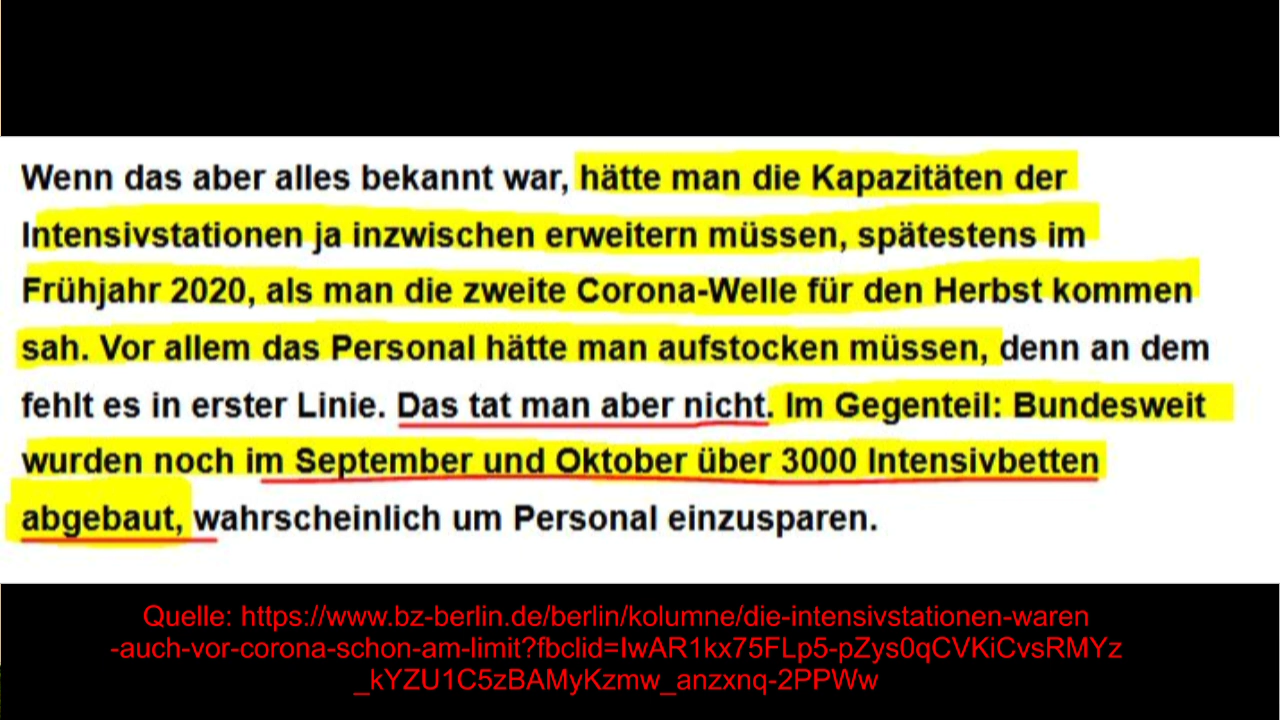 Wenn das aber alles bekannt war, hätte man die Kapazitäten der
Intensivstationen ja inzwischen erweitern müssen, spätestens im
Frühjahr 2020, als man die zweite Corona-Welle für den Herbst kommen
sah. Vor allem das Personal hätte man aufstocken müssen, denn an dem
fehlt es in erster Linie. Das tat man aber nicht. Im Gegenteil: Bundesweit
wurden noch im September und Oktober über 3000 Intensivbetten
abgebaut, wahrscheinlich um Personal einzusparen.
Quelle: https://www.bz-berlin.de/berlin/kolumne/die-intensivstationen-waren
-auch-vor-corona-schon-am-limit?fbclid=IwAR1kx75FLp5-pZys0qCVKiCvsRMYz
_kYZU1C5zBAMyKzmw_anzxnq-2PPWw